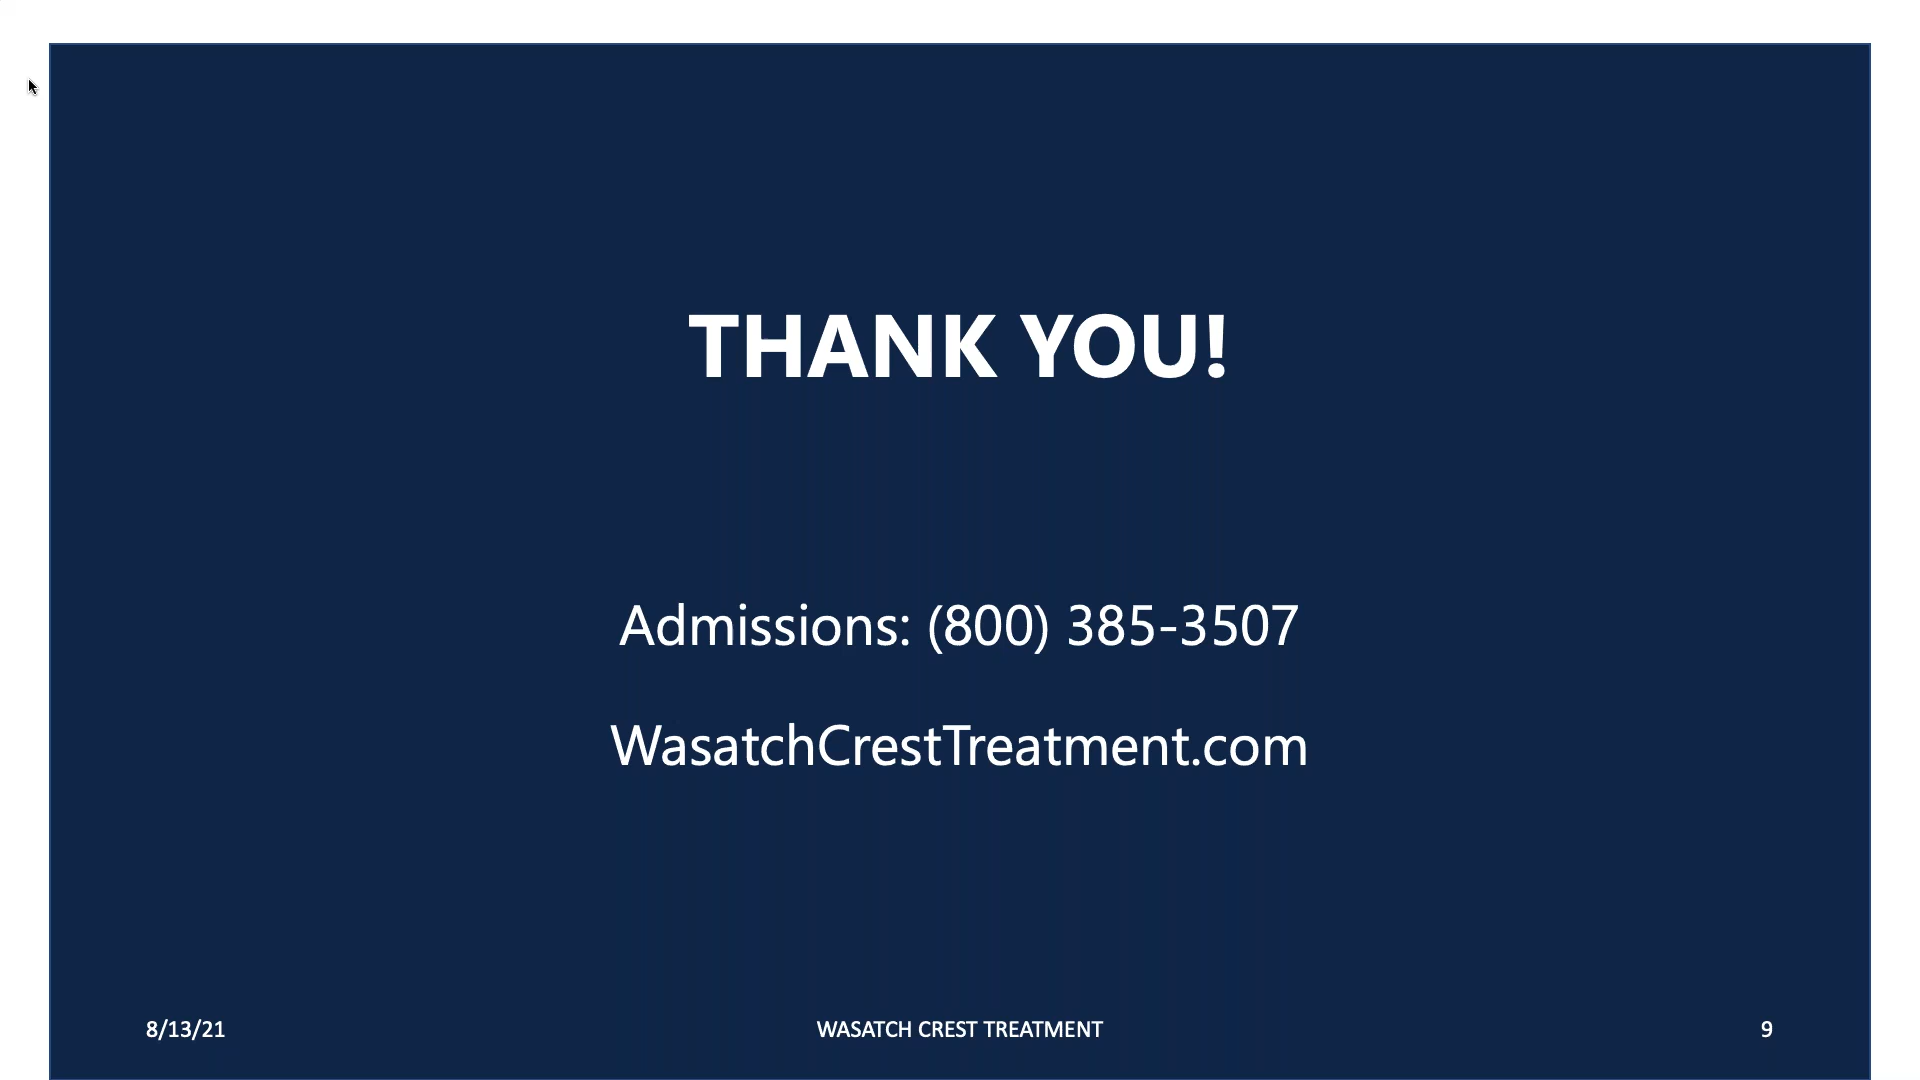 THANK YOU!
Admissions: (800) 385-3507
WasatchCrestTreatment.com
8/13/21 WASATCH CREST TREATMENT 9